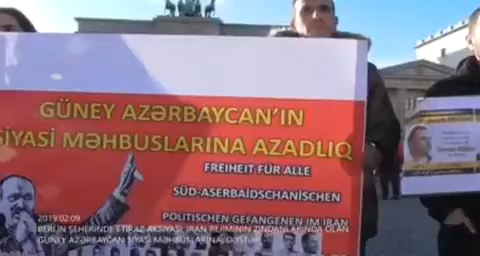 GÜNEY AZƏRBAYCAN'IN
SİYASİ MƏHBUSLARINA AZADLIQ
FREIHEIT FÜR ALLE
SÜD-ASERBAIDSCHANISCHEN
POLITISCHEN GEFANGENEN IM IRAN
2019.02.09
BERLİN ŞƏHƏRİNDƏ ETİRAZ AKSİYASI, İRAN REJİMİNİN ZİNDANLARINDA OLAN
GÜNEY AZƏRBAYCAN SİYASİ MƏHBUSLARINA